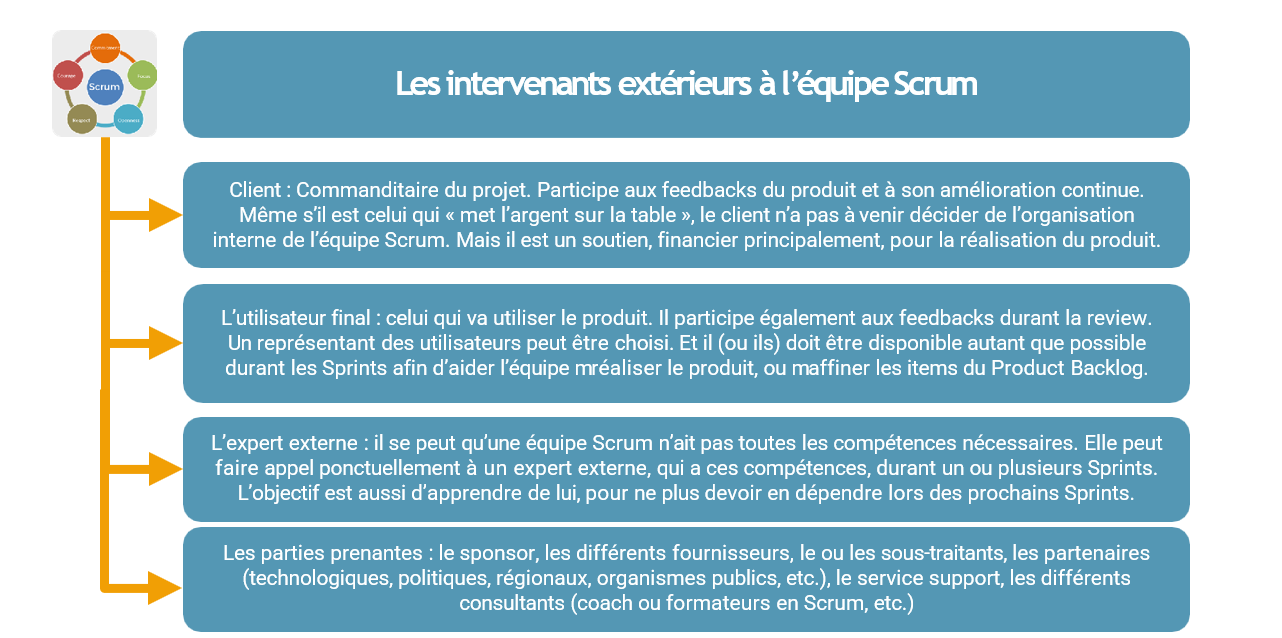 Commitment
Courage
Focus
Scrum
Respect
Openness
Les intervenants extérieurs à l’équipe Scrum
Client : Commanditaire du projet. Participe aux feedbacks du produit et à son amélioration continue.
Même s’il est celui qui « met l’argent sur la table », le client n’a pas à venir décider de l’organisation
interne de l’équipe Scrum. Mais il est un soutien, financier principalement, pour la réalisation du produit.
L’utilisateur final : celui qui va utiliser le produit. Il participe également aux feedbacks durant la review.
Un représentant des utilisateurs peut être choisi. Et il (ou ils) doit être disponible autant que possible
durant les Sprints afin d’aider l’équipe mréaliser le produit, ou maffiner les items du Product Backlog.
L’expert externe : il se peut qu’une équipe Scrum n’ait pas toutes les compétences nécessaires. Elle peut
faire appel ponctuellement à un expert externe, qui a ces compétences, durant un ou plusieurs Sprints.
L’objectif est aussi d’apprendre de lui, pour ne plus devoir en dépendre lors des prochains Sprints.
Les parties prenantes : le sponsor, les différents fournisseurs, le ou les sous-traitants, les partenaires
(technologiques, politiques, régionaux, organismes publics, etc.), le service support, les différents
consultants (coach ou formateurs en Scrum, etc.)